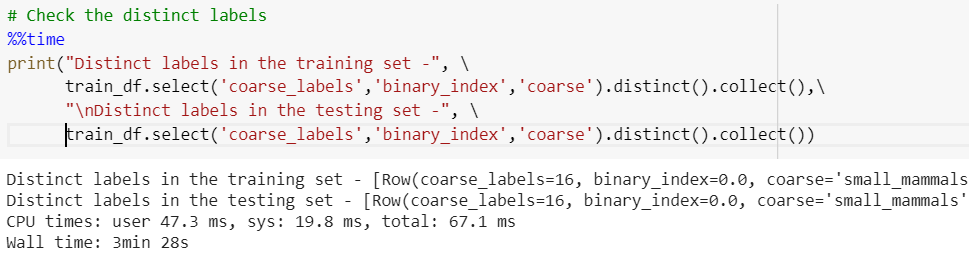 # Check the distinct labels
%%time
print("Distinct labels in the training set -", \
      train_df.select('coarse_labels','binary_index','coarse').distinct().collect(),\
      "\nDistinct labels in the testing set -", \
      train_df.select('coarse_labels','binary_index','coarse').distinct().collect())
Distinct labels in the training set - [Row(coarse_labels=16, binary_index=0.0, coarse='small_mammals
Distinct labels in the testing set - [Row(coarse_labels=16, binary_index=0.0, coarse='small_mammals'
CPU times: user 47.3 ms, sys: 19.8 ms, total: 67.1 ms
Wall time: 3min 28s